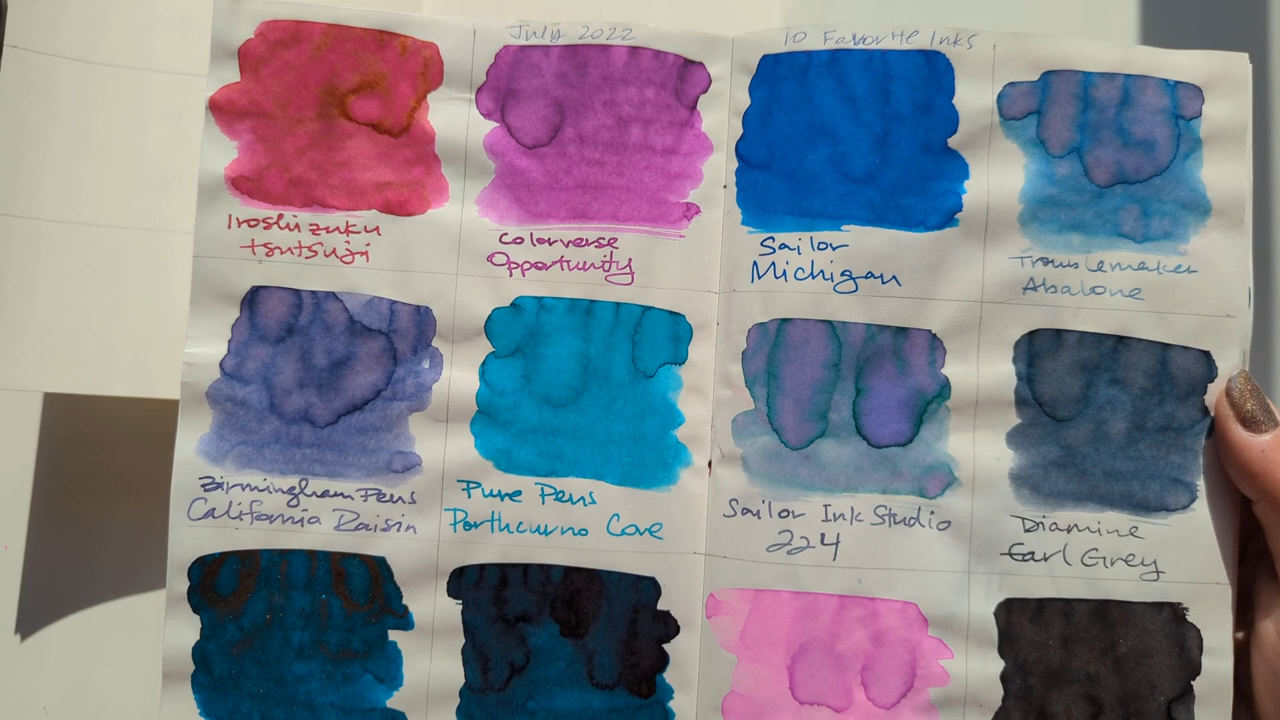 July 2022
10 Favorite Inks
Iroshizuku
tsutsuji
Colorverse
Opportunity
Sailor
Michigan
Troublemaker
Abalone
Birmingham Pens
California Raisin
Pure Pens
Porthcurno Cove
Sailor Ink Studio
224
Diamine
Earl Grey